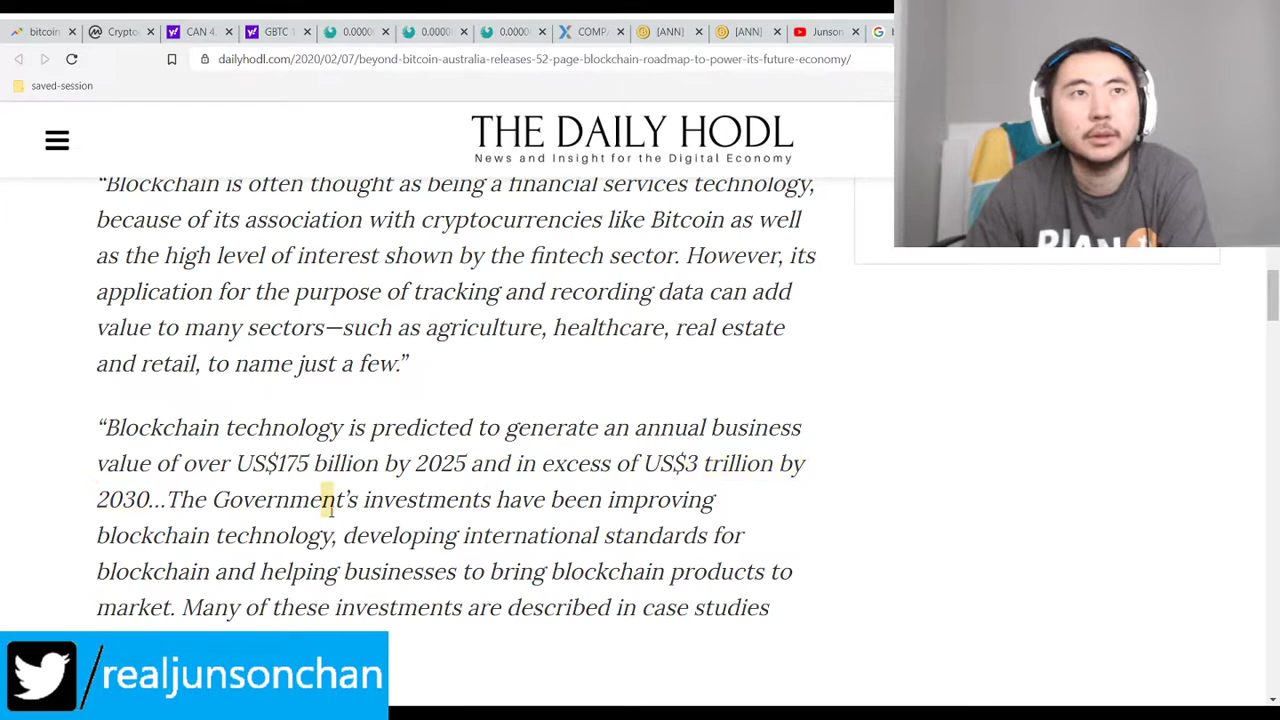 bitcoin
Crypto
CAN 4.
GBTC 1
0.0000
0.0000
0.0000
COMP
[ANN]
[ANN]
Junson
dailyhodl.com/2020/02/07/beyond-bitcoin-australia-releases-52-page-blockchain-roadmap-to-power-its-future-economy/
saved-session
THE DAILY HODL
News and Insight for the Digital Economy
“Blockchain is often thought as being a financial services technology,
because of its association with cryptocurrencies like Bitcoin as well
as the high level of interest shown by the fintech sector. However, its
application for the purpose of tracking and recording data can add
value to many sectors—such as agriculture, healthcare, real estate
and retail, to name just a few.”
“Blockchain technology is predicted to generate an annual business
value of over US$175 billion by 2025 and in excess of US$3 trillion by
2030…The Government’s investments have been improving
blockchain technology, developing international standards for
blockchain and helping businesses to bring blockchain products to
market. Many of these investments are described in case studies
/realjunsonchan